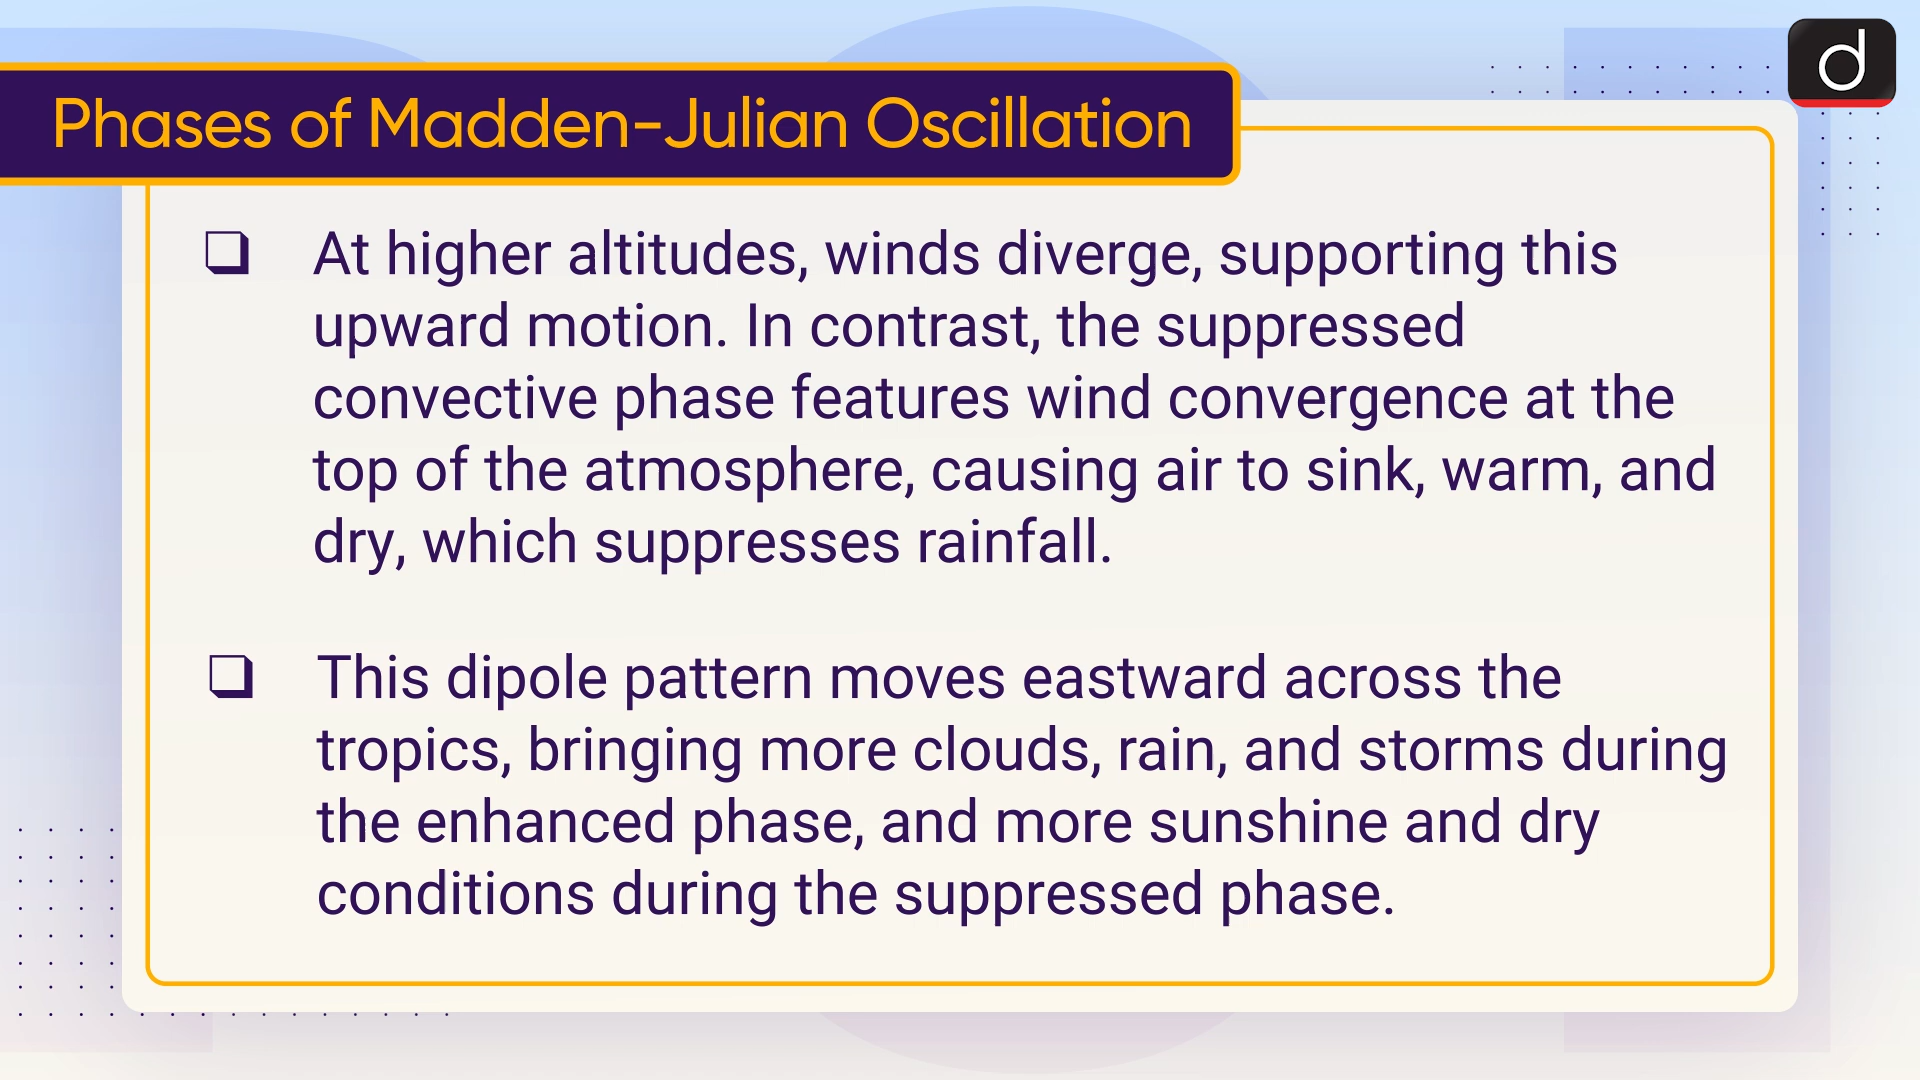 Phases of Madden-Julian Oscillation
d
❑ At higher altitudes, winds diverge, supporting this
upward motion. In contrast, the suppressed
convective phase features wind convergence at the
top of the atmosphere, causing air to sink, warm, and
dry, which suppresses rainfall.
❑ This dipole pattern moves eastward across the
tropics, bringing more clouds, rain, and storms during
the enhanced phase, and more sunshine and dry
conditions during the suppressed phase.